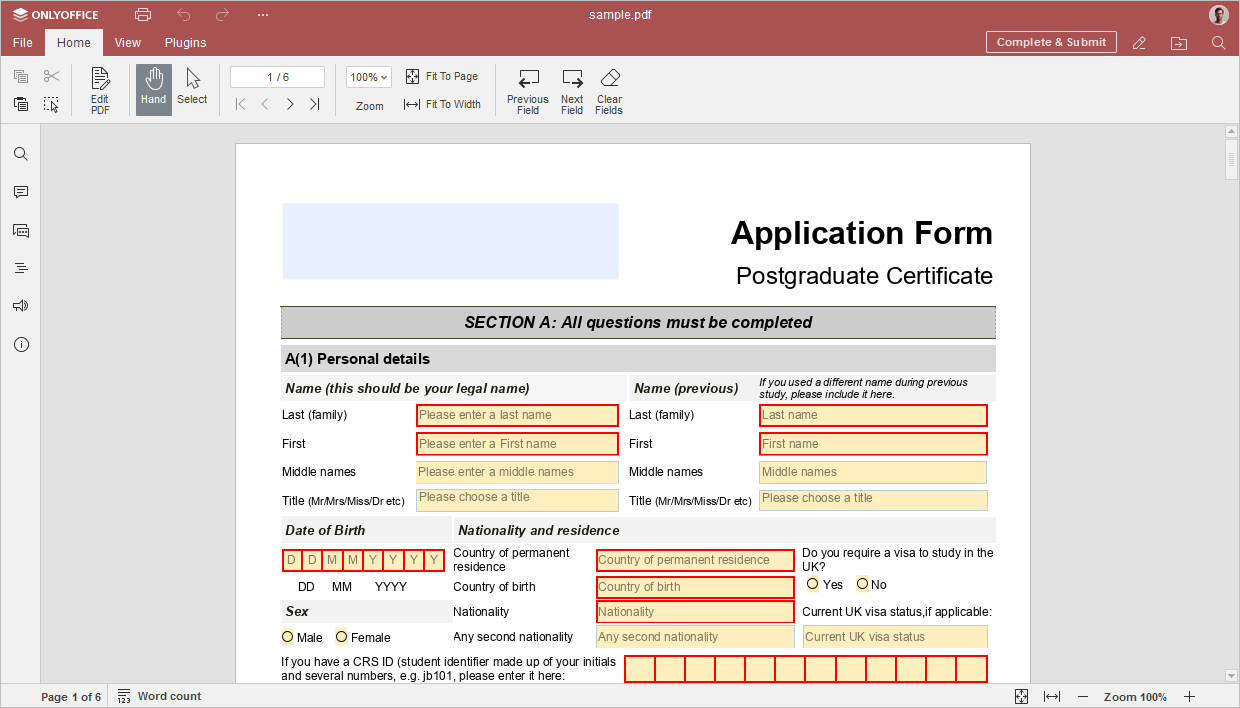 ONLYOFFICE
sample.pdf
File Home View Plugins
Complete & Submit
Edit PDF
Hand
Select
1 / 6
100%
Zoom
Fit To Page
Fit To Width
Previous Field
Next Field
Clear Fields
Application Form
Postgraduate Certificate
SECTION A: All questions must be completed
A(1) Personal details
Name (this should be your legal name)
Name (previous)
If you used a different name during previous
study, please include it here.
Last (family) Please enter a last name Last (family) Last name
First Please enter a First name First First name
Middle names Please enter a middle names Middle names Middle names
Title (Mr/Mrs/Miss/Dr etc) Please choose a title Title (Mr/Mrs/Miss/Dr etc) Please choose a title
Date of Birth Nationality and residence
D D M M Y Y Y Y
DD MM YYYY
Country of permanent
residence
Country of permanent residence
Do you require a visa to study in the
UK?
Yes No
Country of birth Country of birth
Sex
Nationality Nationality
Current UK visa status,if applicable:
Male Female
Any second nationality Any second nationality
Current UK visa status
If you have a CRS ID (student identifier made up of your initials
and several numbers, e.g. jb101, please enter it here:
Page 1 of 6
123
Word count
Zoom 100%